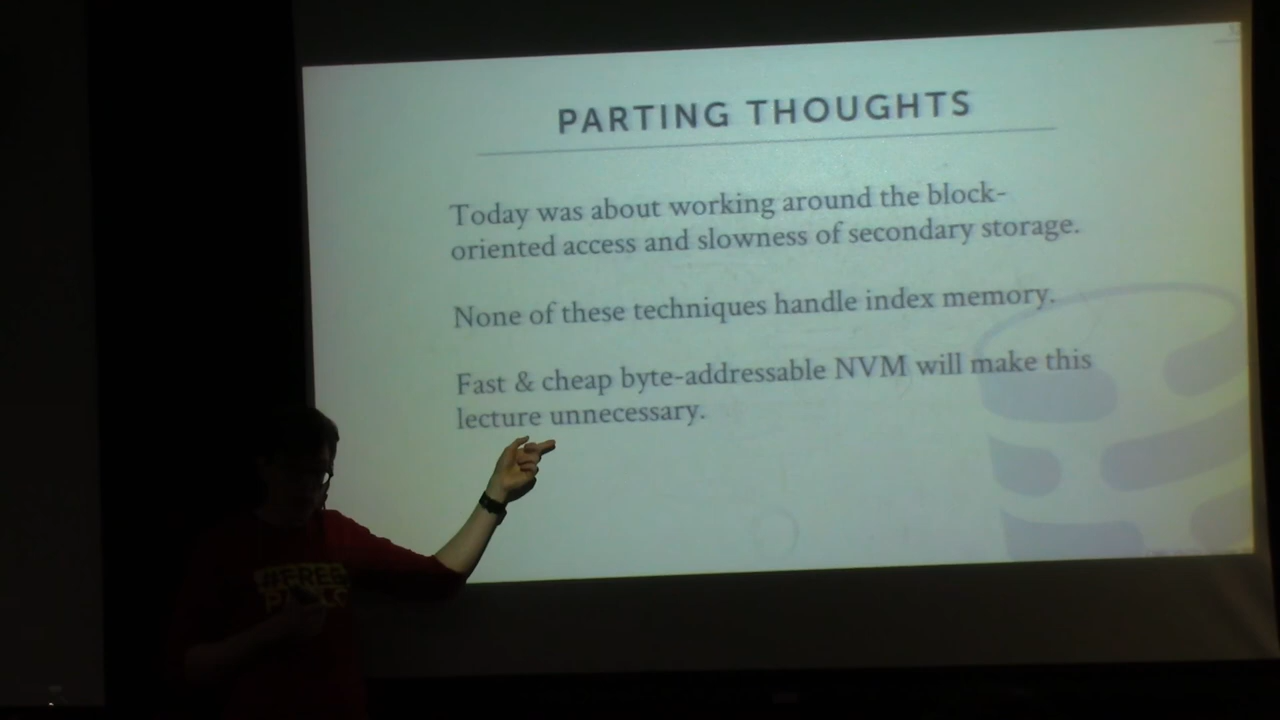 PARTING THOUGHTS
Today was about working around the block-
oriented access and slowness of secondary storage.
None of these techniques handle index memory.
Fast & cheap byte-addressable NVM will make this
lecture unnecessary.
#FREE